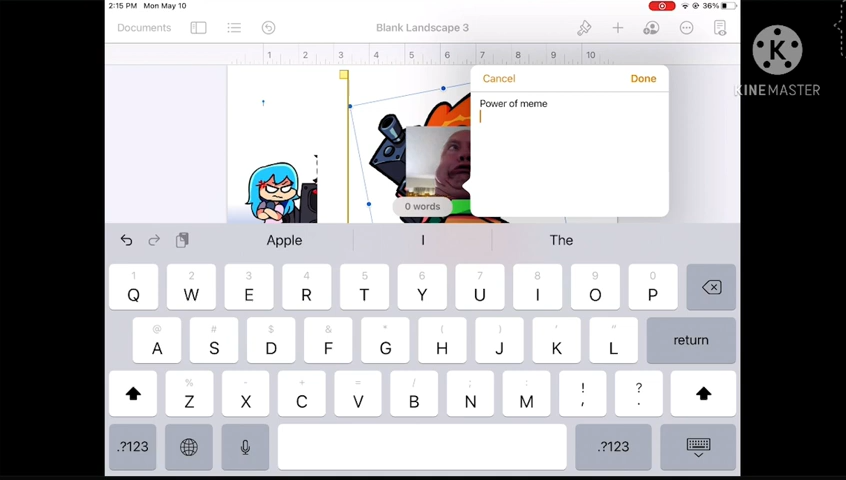 2:15 PM Mon May 10
36%
Documents
Blank Landscape 3
1 2 3 4 5 6 7 8 9 10
K
KINEMASTER
Cancel
Done
Power of meme
0 words
Apple
I
The
1 2 3 4 5 6 7 8 9 0
Q W E R T Y U I O P
@ # $ & * ( ) ' "
A S D F G H J K L
return
% - + = / ; : ! ?
Z X C V B N M , .
.?123
.?123